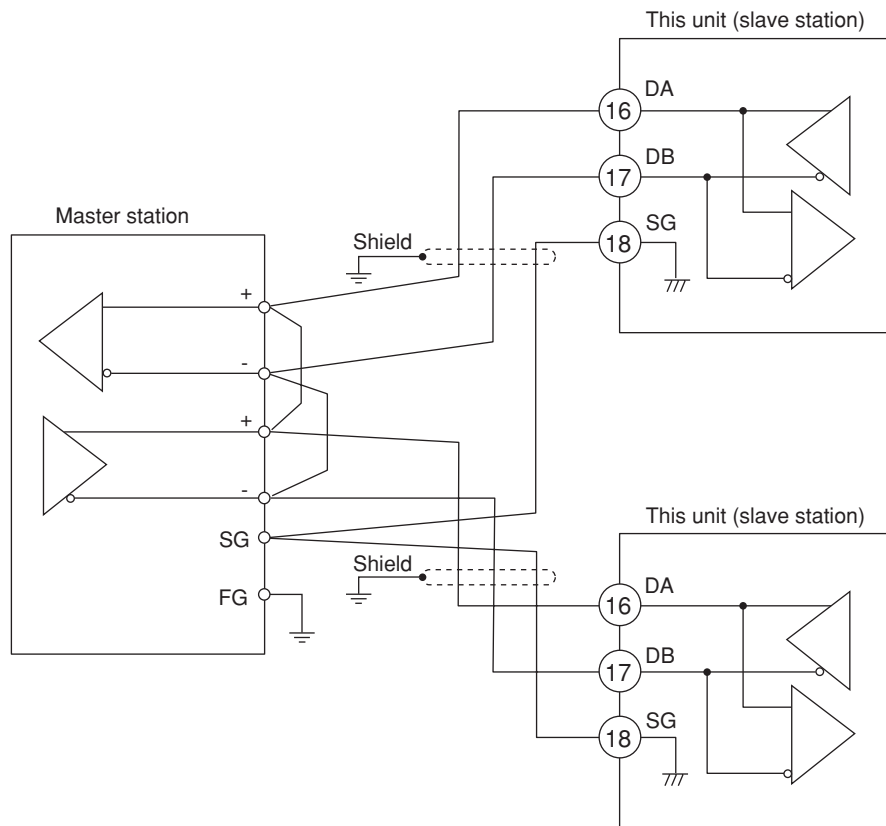 This unit (slave station)
16
DA
17
DB
18
SG
Master station
Shield
+
-
+
-
SG
FG
Shield
This unit (slave station)
16
DA
17
DB
18
SG